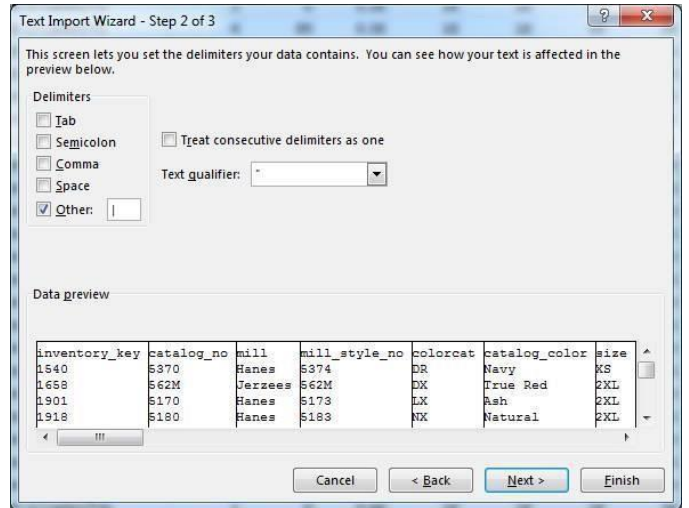 Text Import Wizard - Step 2 of 3
This screen lets you set the delimiters your data contains.  You can see how your text is affected in the
preview below.
Delimiters
Tab
Semicolon
Comma
Space
Other: |
Treat consecutive delimiters as one
Text qualifier: "
Data preview
inventory_key catalog_no mill mill_style_no colorcat catalog_color size
1540 5370 Hanes 5374 DR Navy XS
1658 562M Jerzees 562M DX True Red 2XL
1901 5170 Hanes 5173 LX Ash 2XL
1918 5180 Hanes 5183 NX Natural 2XL
Cancel < Back Next > Finish